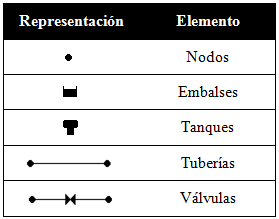 Representación Elemento
Nodos
Embalses
Tanques
Tuberías
Válvulas